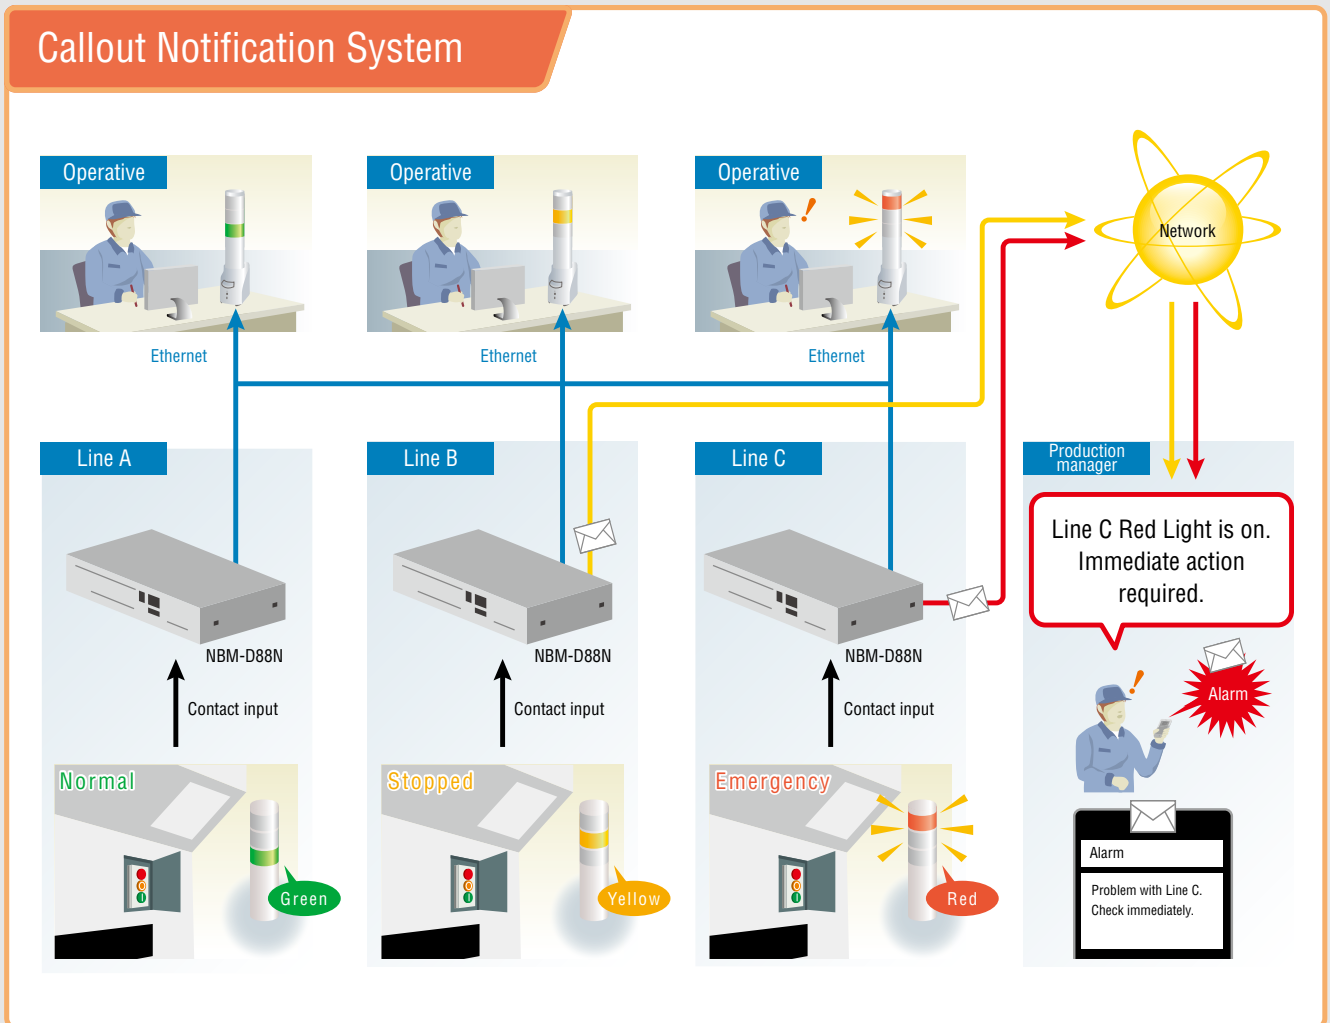 Callout Notification System
Operative
Operative
Operative
Network
Ethernet
Ethernet
Ethernet
Line A
Line B
Line C
Production
manager
Line C Red Light is on.
Immediate action
required.
NBM-D88N
NBM-D88N
NBM-D88N
Contact input
Contact input
Contact input
Alarm
Normal
Stopped
Emergency
Green
Yellow
Red
Alarm
Problem with Line C.
Check immediately.